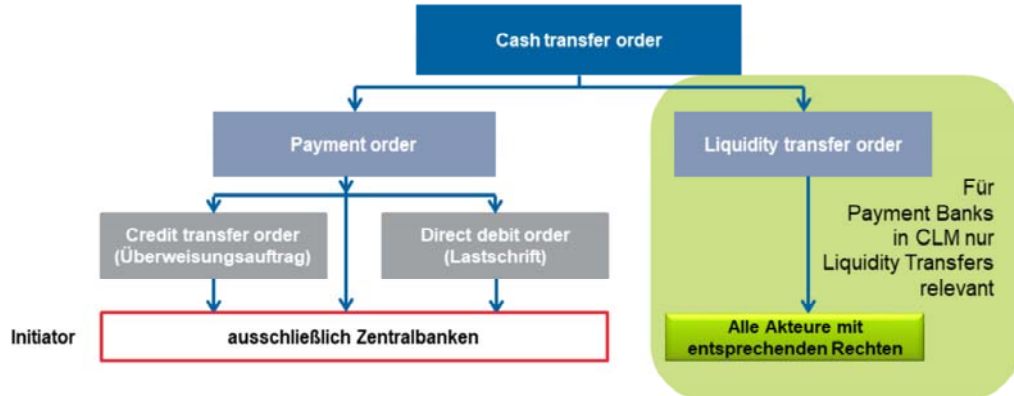 Cash transfer order
Payment order
Liquidity transfer order
Credit transfer order
(Überweisungsauftrag)
Direct debit order
(Lastschrift)
Für
Payment Banks
in CLM nur
Liquidity Transfers
relevant
Initiator
ausschließlich Zentralbanken
Alle Akteure mit
entsprechenden Rechten